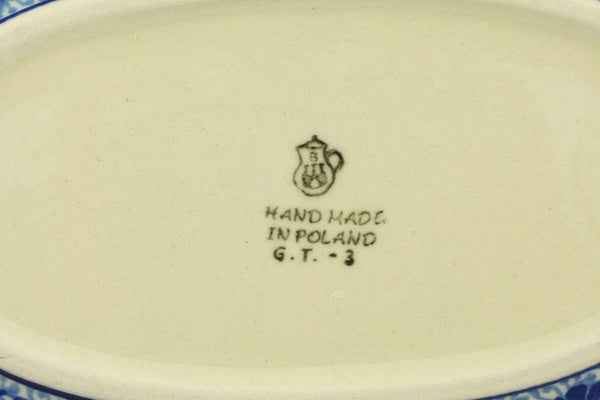 B
HAND MADE
IN POLAND
G.T. - 3